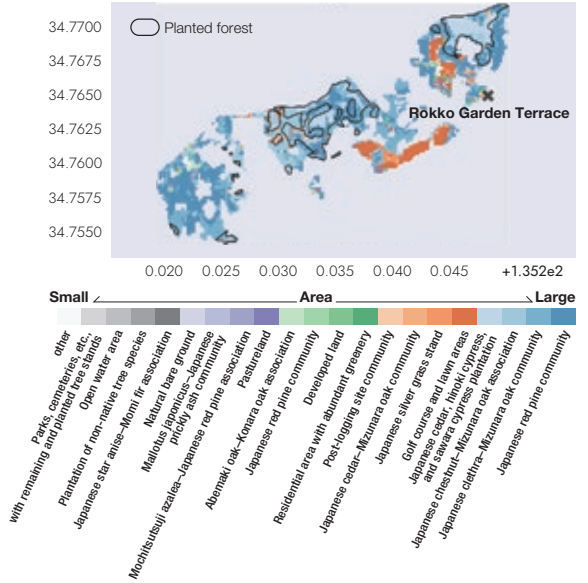 34.7700
34.7675
34.7650
34.7625
34.7600
34.7575
34.7550
Planted forest
Rokko Garden Terrace
0.020
0.025
0.030
0.035
0.040
0.045
+1.352e2
Small
Area
Large
other
Parks, cemeteries, etc.,
with remaining and planted tree stands
Open water area
Plantation of non-native tree species
Japanese star anise–Momi fir association
Natural bare ground
Mallotus japonicus–Japanese
prickly ash community
Mochitsutsuji azalea–Japanese red pine association
Pastureland
Abemaki oak–Konara oak association
Japanese red pine community
Developed land
Residential area with abundant greenery
Post-logging site community
Japanese cedar–Mizunara oak community
Japanese silver grass stand
Golf course and lawn areas
Japanese cedar, hinoki cypress,
and sawara cypress plantation
Japanese chestnut–Mizunara oak association
Japanese clethra–Mizunara oak community
Japanese red pine community